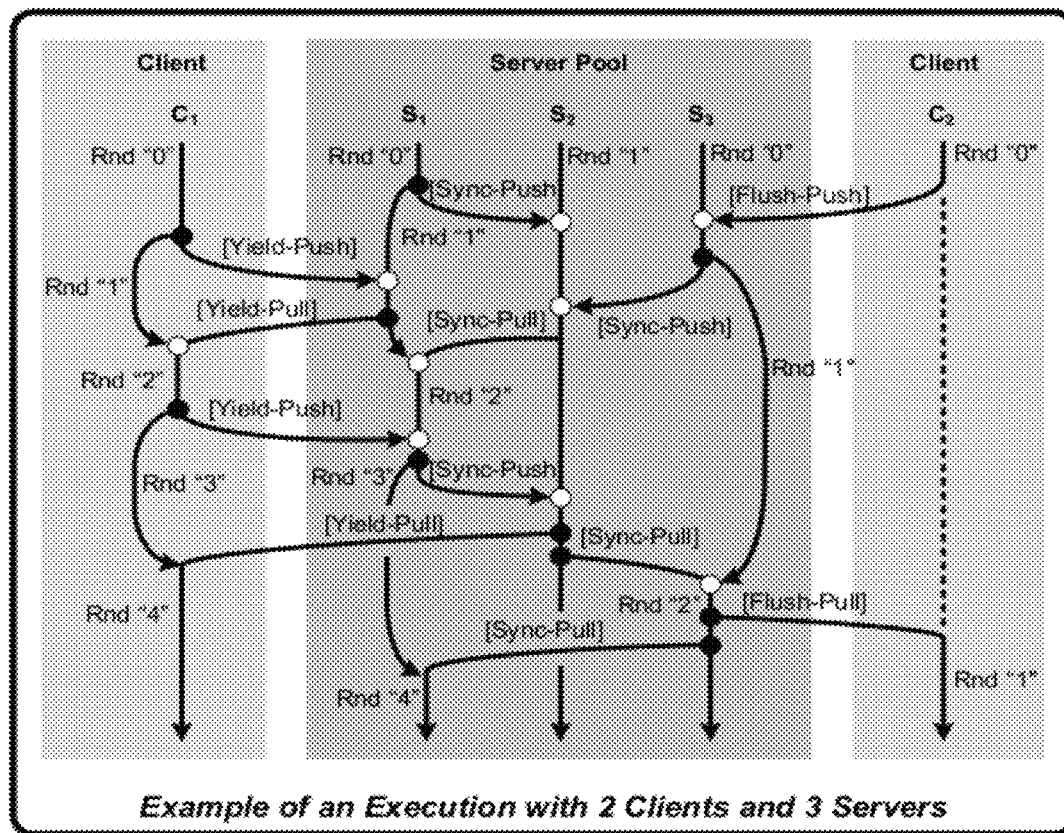 Client Server Pool Client
C1 S1 S2 S3 C2
Rnd "0" Rnd "0" Rnd "1" Rnd "0" Rnd "0"
[Sync-Push [Flush-Push]
[Yield-Push] Rnd "1"
Rnd "1" [Yield-Pull] [Sync-Pull] [Sync-Push]
Rnd "2" Rnd "2" Rnd "1"
[Yield-Push]
Rnd "3" Rnd "3" [Sync-Push
[Yield-Pull] [Sync-Pull]
Rnd "4" Rnd "2" [Flush-Pull]
[Sync-Pull]
Rnd "4" Rnd "1"
Example of an Execution with 2 Clients and 3 Servers